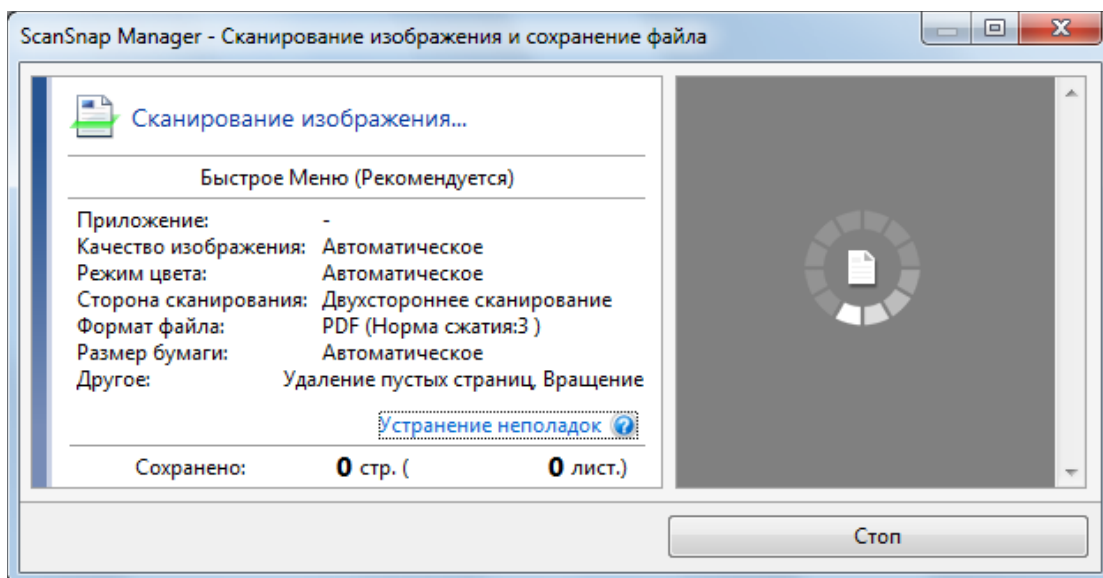 ScanSnap Manager - Сканирование изображения и сохранение файла
Сканирование изображения...
Быстрое Меню (Рекомендуется)
Приложение: -
Качество изображения: Автоматическое
Режим цвета: Автоматическое
Сторона сканирования: Двухстороннее сканирование
Формат файла: PDF (Норма сжатия:3 )
Размер бумаги: Автоматическое
Другое: Удаление пустых страниц, Вращение
Устранение неполадок ?
Сохранено: 0 стр. ( 0 лист.)
Стоп